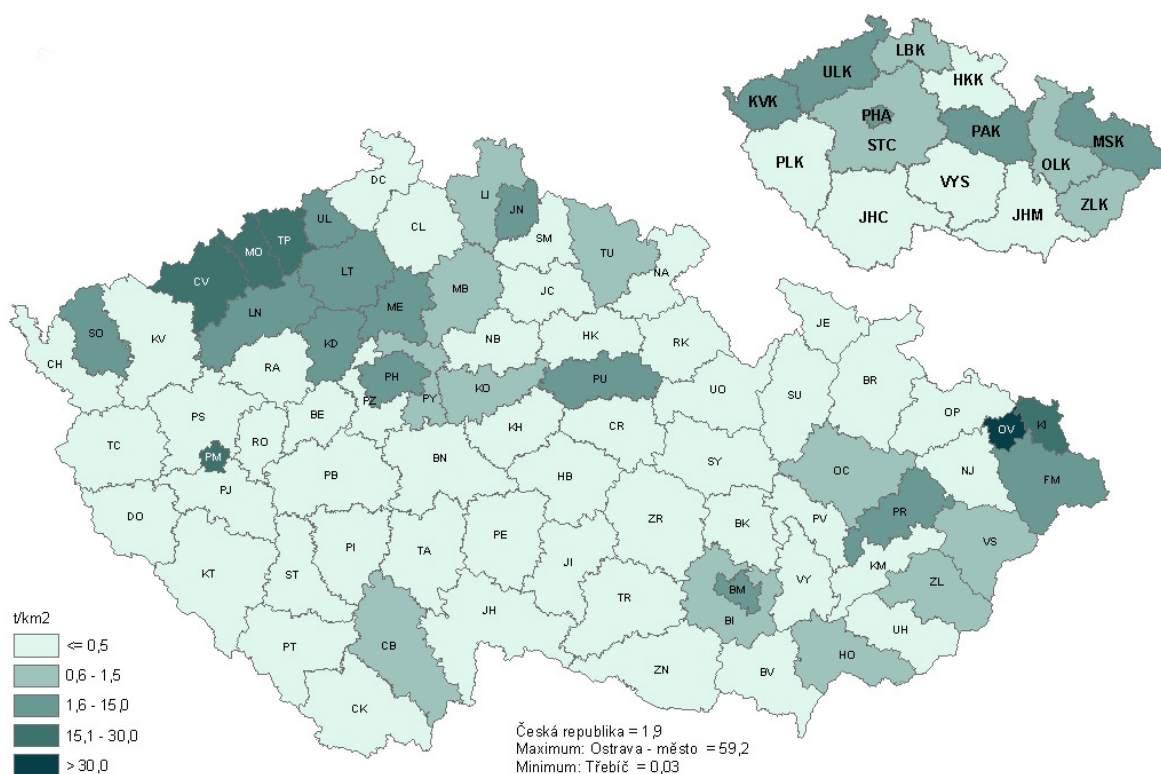 LBK
ULK
HKK
KVK
PHA
PAK
MSK
STC
PLK
OLK
VYS
ZLK
JHC
JHM
DC
LI
UL
JN
CL
TP
SM
MO
TU
LT
NA
CV
MB
JC
ME
LN
SO
JE
KV
KD
NB
HK
RK
CH
RA
BR
PH
PU
KO
UO
SU
PZ
PY
PS
BE
OP
OV
KI
TC
RO
KH
CR
PM
BN
SY
OC
NJ
FM
PB
HB
PJ
PR
DO
ZR
BK
PV
PE
VS
PI
TA
JI
KT
ST
KM
VY
ZL
BM
TR
JH
BI
UH
CB
PT
HO
ZN
BV
CK
t/km2
<= 0,5
0,6 - 1,5
1,6 - 15,0
15,1 - 30,0
> 30,0
Česká republika = 1,9
Maximum: Ostrava - město = 59,2
Minimum: Třebíč = 0,03